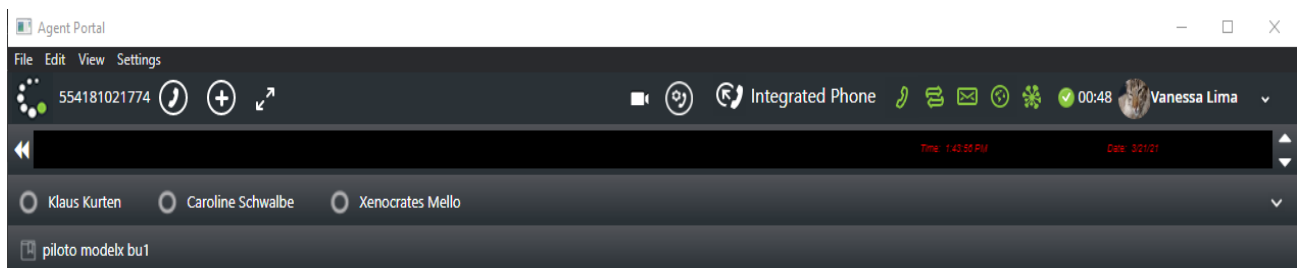 Agent Portal
File Edit View Settings
554181021774 Integrated Phone 00:48 Vanessa Lima
Time: 1:43:56 PM Date: 3/21/21
Klaus Kurten Caroline Schwalbe Xenocrates Mello
piloto modelx bu1